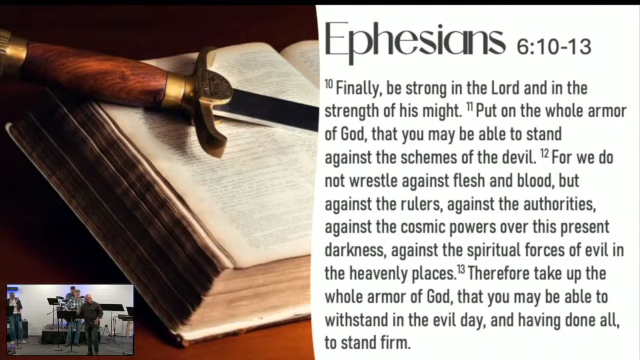 Ephesians 6:10-13
10 Finally, be strong in the Lord and in the
strength of his might. 11 Put on the whole armor
of God, that you may be able to stand
against the schemes of the devil. 12 For we do
not wrestle against flesh and blood, but
against the rulers, against the authorities,
against the cosmic powers over this present
darkness, against the spiritual forces of evil in
the heavenly places.13 Therefore take up the
whole armor of God, that you may be able to
withstand in the evil day, and having done all,
to stand firm.